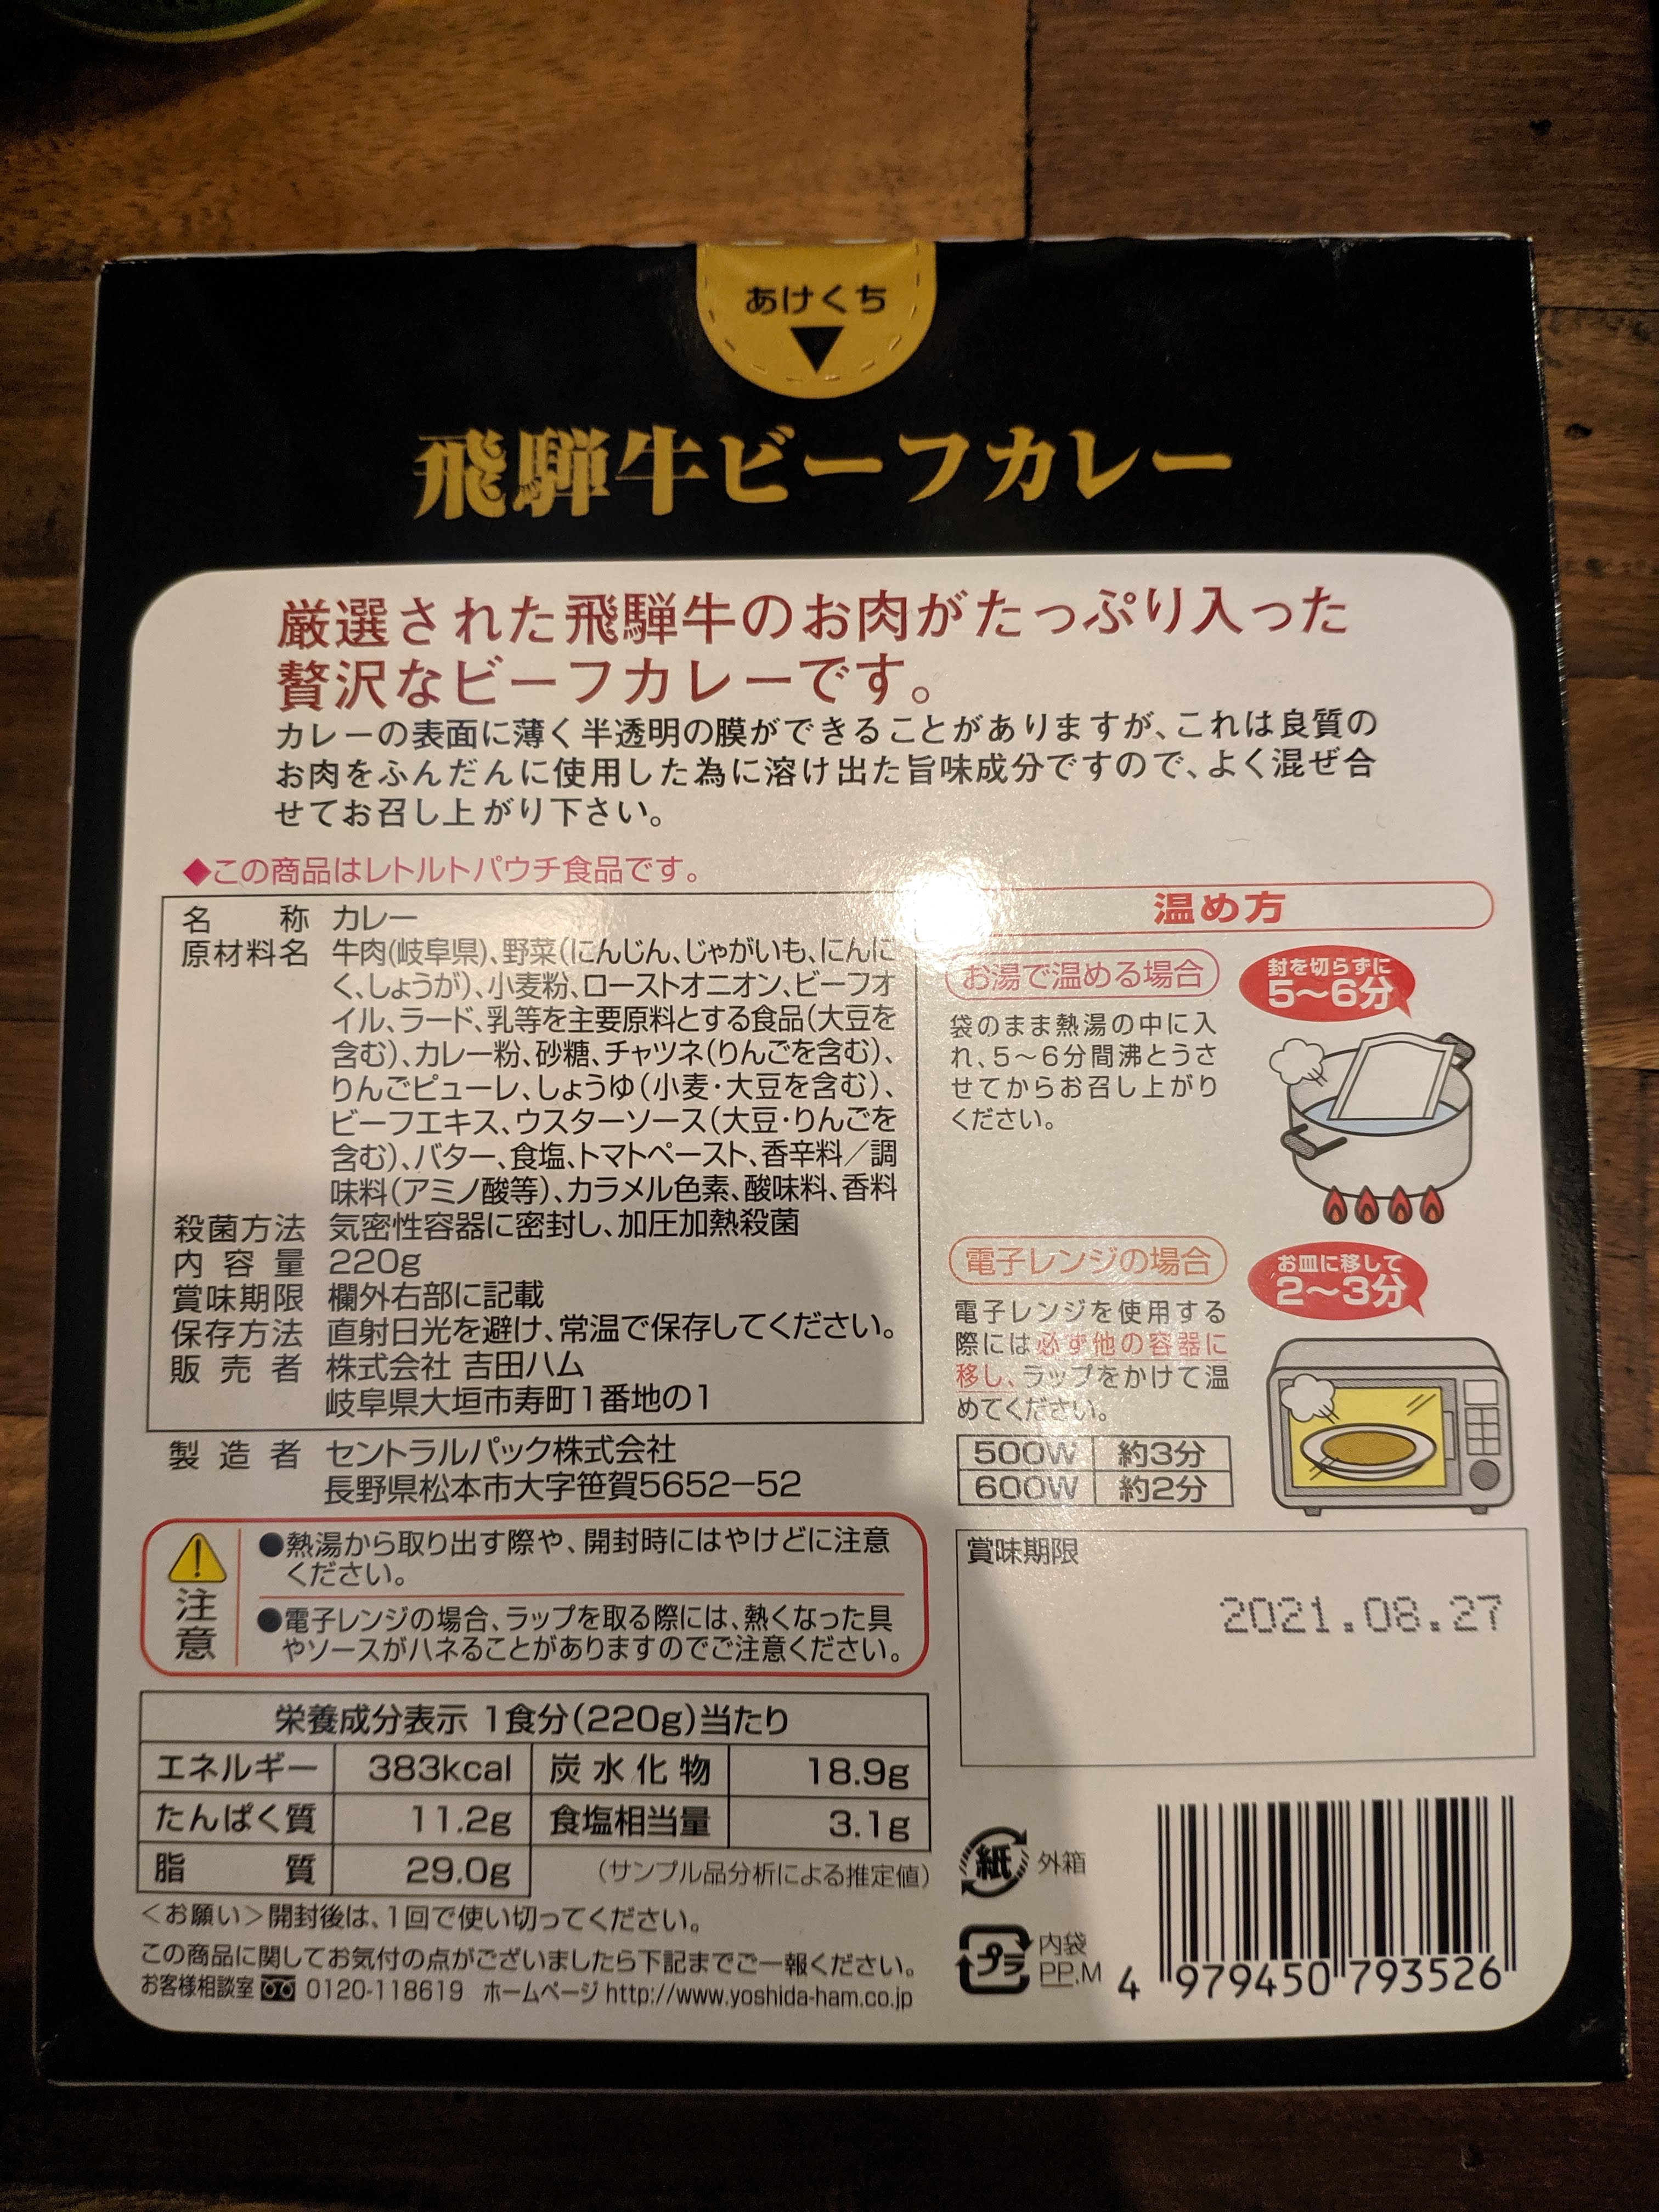 あけくち
飛騨牛ビーフカレー
厳選された飛騨牛のお肉がたっぷり入った
贅沢なビーフカレーです。
カレーの表面に薄く半透明の膜ができることがありますが、これは良質の
お肉をふんだんに使用した為に溶け出た旨味成分ですので、よく混ぜ合
せてお召し上がり下さい。
◆この商品はレトルトパウチ食品です。
名称 カレー
原材料名 牛肉(岐阜県)、野菜(にんじん、じゃがいも、にんに
く、しょうが)、小麦粉、ローストオニオン、ビーフオ
イル、ラード、乳等を主要原料とする食品(大豆を
含む)、カレー粉、砂糖、チャツネ(りんごを含む)、
りんごピューレ、しょうゆ(小麦・大豆を含む)、
ビーフエキス、ウスターソース(大豆・りんごを
含む)、バター、食塩、トマトペースト、香辛料/調
味料(アミノ酸等)、カラメル色素、酸味料、香料
殺菌方法 気密性容器に密封し、加圧加熱殺菌
内容量 220g
賞味期限 欄外右部に記載
保存方法 直射日光を避け、常温で保存してください。
販売者 株式会社 吉田ハム
岐阜県大垣市寿町1番地の1
製造者 セントラルパック株式会社
長野県松本市大字笹賀5652-52
注意
●熱湯から取り出す際や、開封時にはやけどに注意
ください。
●電子レンジの場合、ラップを取る際には、熱くなった具
やソースがハネることがありますのでご注意ください。
栄養成分表示 1食分(220g)当たり
エネルギー 383kcal 炭水化物 18.9g
たんぱく質 11.2g 食塩相当量 3.1g
脂質 29.0g (サンプル品分析による推定値)
<お願い>開封後は、1回で使い切ってください。
この商品に関してお気付の点がございましたら下記までご一報ください。
お客様相談室 0120-118619 ホームページ http://www.yoshida-ham.co.jp
温め方
お湯で温める場合
封を切らずに
5~6分
袋のまま熱湯の中に入
れ、5~6分間沸とうさ
せてからお召し上がり
ください。
電子レンジの場合
お皿に移して
2~3分
電子レンジを使用する
際には必ず他の容器に
移し、ラップをかけて温
めてください。
500W 約3分
600W 約2分
賞味期限
2021.08.27
紙 外箱
プラ 内袋
PP,M
4 979450 793526